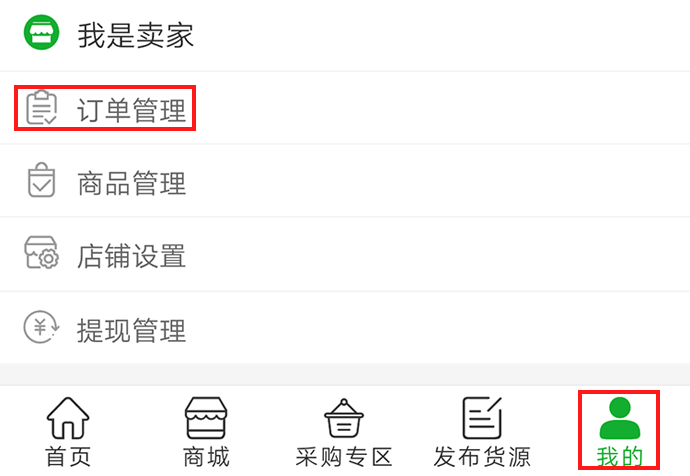 我是卖家
订单管理
商品管理
店铺设置
提现管理
首页 商城 采购专区 发布货源 我的